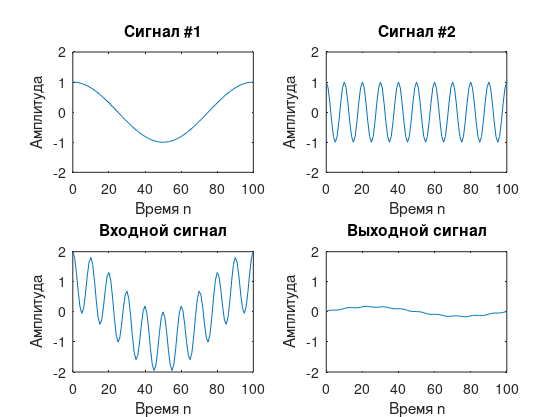 Сигнал #1
2
1
0
-1
-2
Амплитуда
0 20 40 60 80 100
Время n
Сигнал #2
2
1
0
-1
-2
Амплитуда
0 20 40 60 80 100
Время n
Входной сигнал
2
1
0
-1
-2
Амплитуда
0 20 40 60 80 100
Время n
Выходной сигнал
2
1
0
-1
-2
Амплитуда
0 20 40 60 80 100
Время n